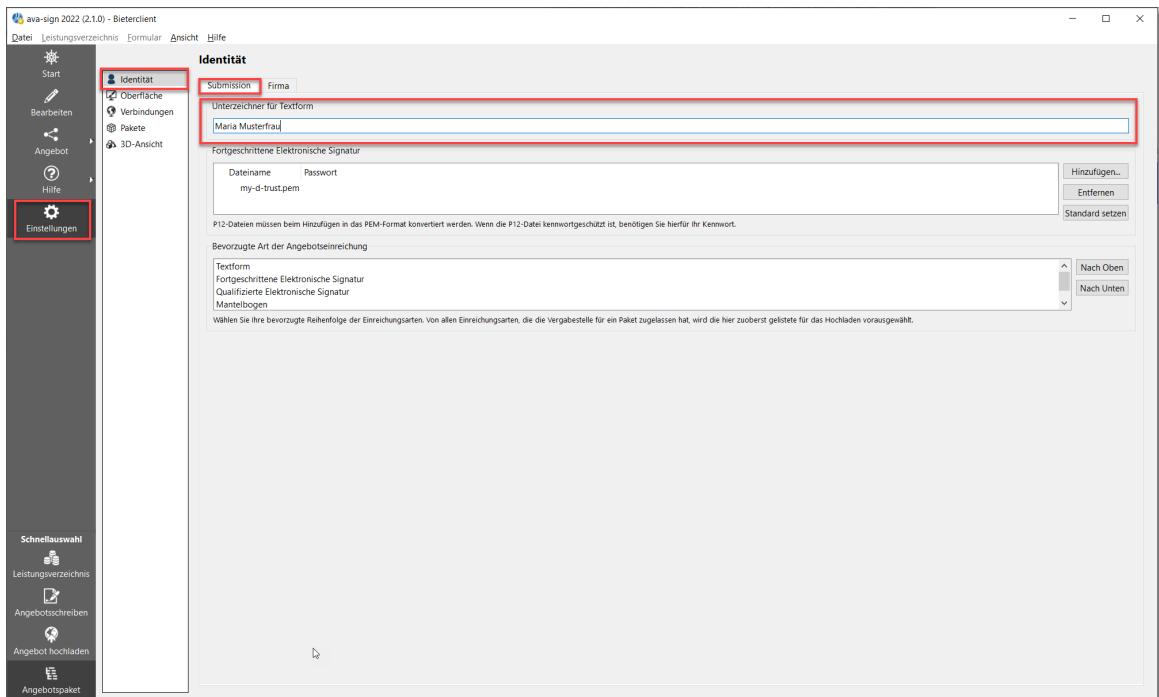 ava-sign 2022 (2.1.0) - Bieterclient
Datei Leistungsverzeichnis Formular Ansicht Hilfe
Start
Bearbeiten
Angebot
Hilfe
Einstellungen
Schnellauswahl
Leistungsverzeichnis
Angebotsschreiben
Angebot hochladen
Angebotspaket
Identität
Oberfläche
Verbindungen
Pakete
3D-Ansicht
Identität
Submission Firma
Unterzeichner für Textform
Maria Musterfrau
Fortgeschrittene Elektronische Signatur
Dateiname Passwort
my-d-trust.pem
Hinzufügen...
Entfernen
Standard setzen
P12-Dateien müssen beim Hinzufügen in das PEM-Format konvertiert werden. Wenn die P12-Datei kennwortgeschützt ist, benötigen Sie hierfür Ihr Kennwort.
Bevorzugte Art der Angebotseinreichung
Textform
Fortgeschrittene Elektronische Signatur
Qualifizierte Elektronische Signatur
Mantelbogen
Nach Oben
Nach Unten
Wählen Sie Ihre bevorzugte Reihenfolge der Einreichungsarten. Von allen Einreichungsarten, die die Vergabestelle für ein Paket zugelassen hat, wird die hier zuoberst gelistete für das Hochladen vorausgewählt.